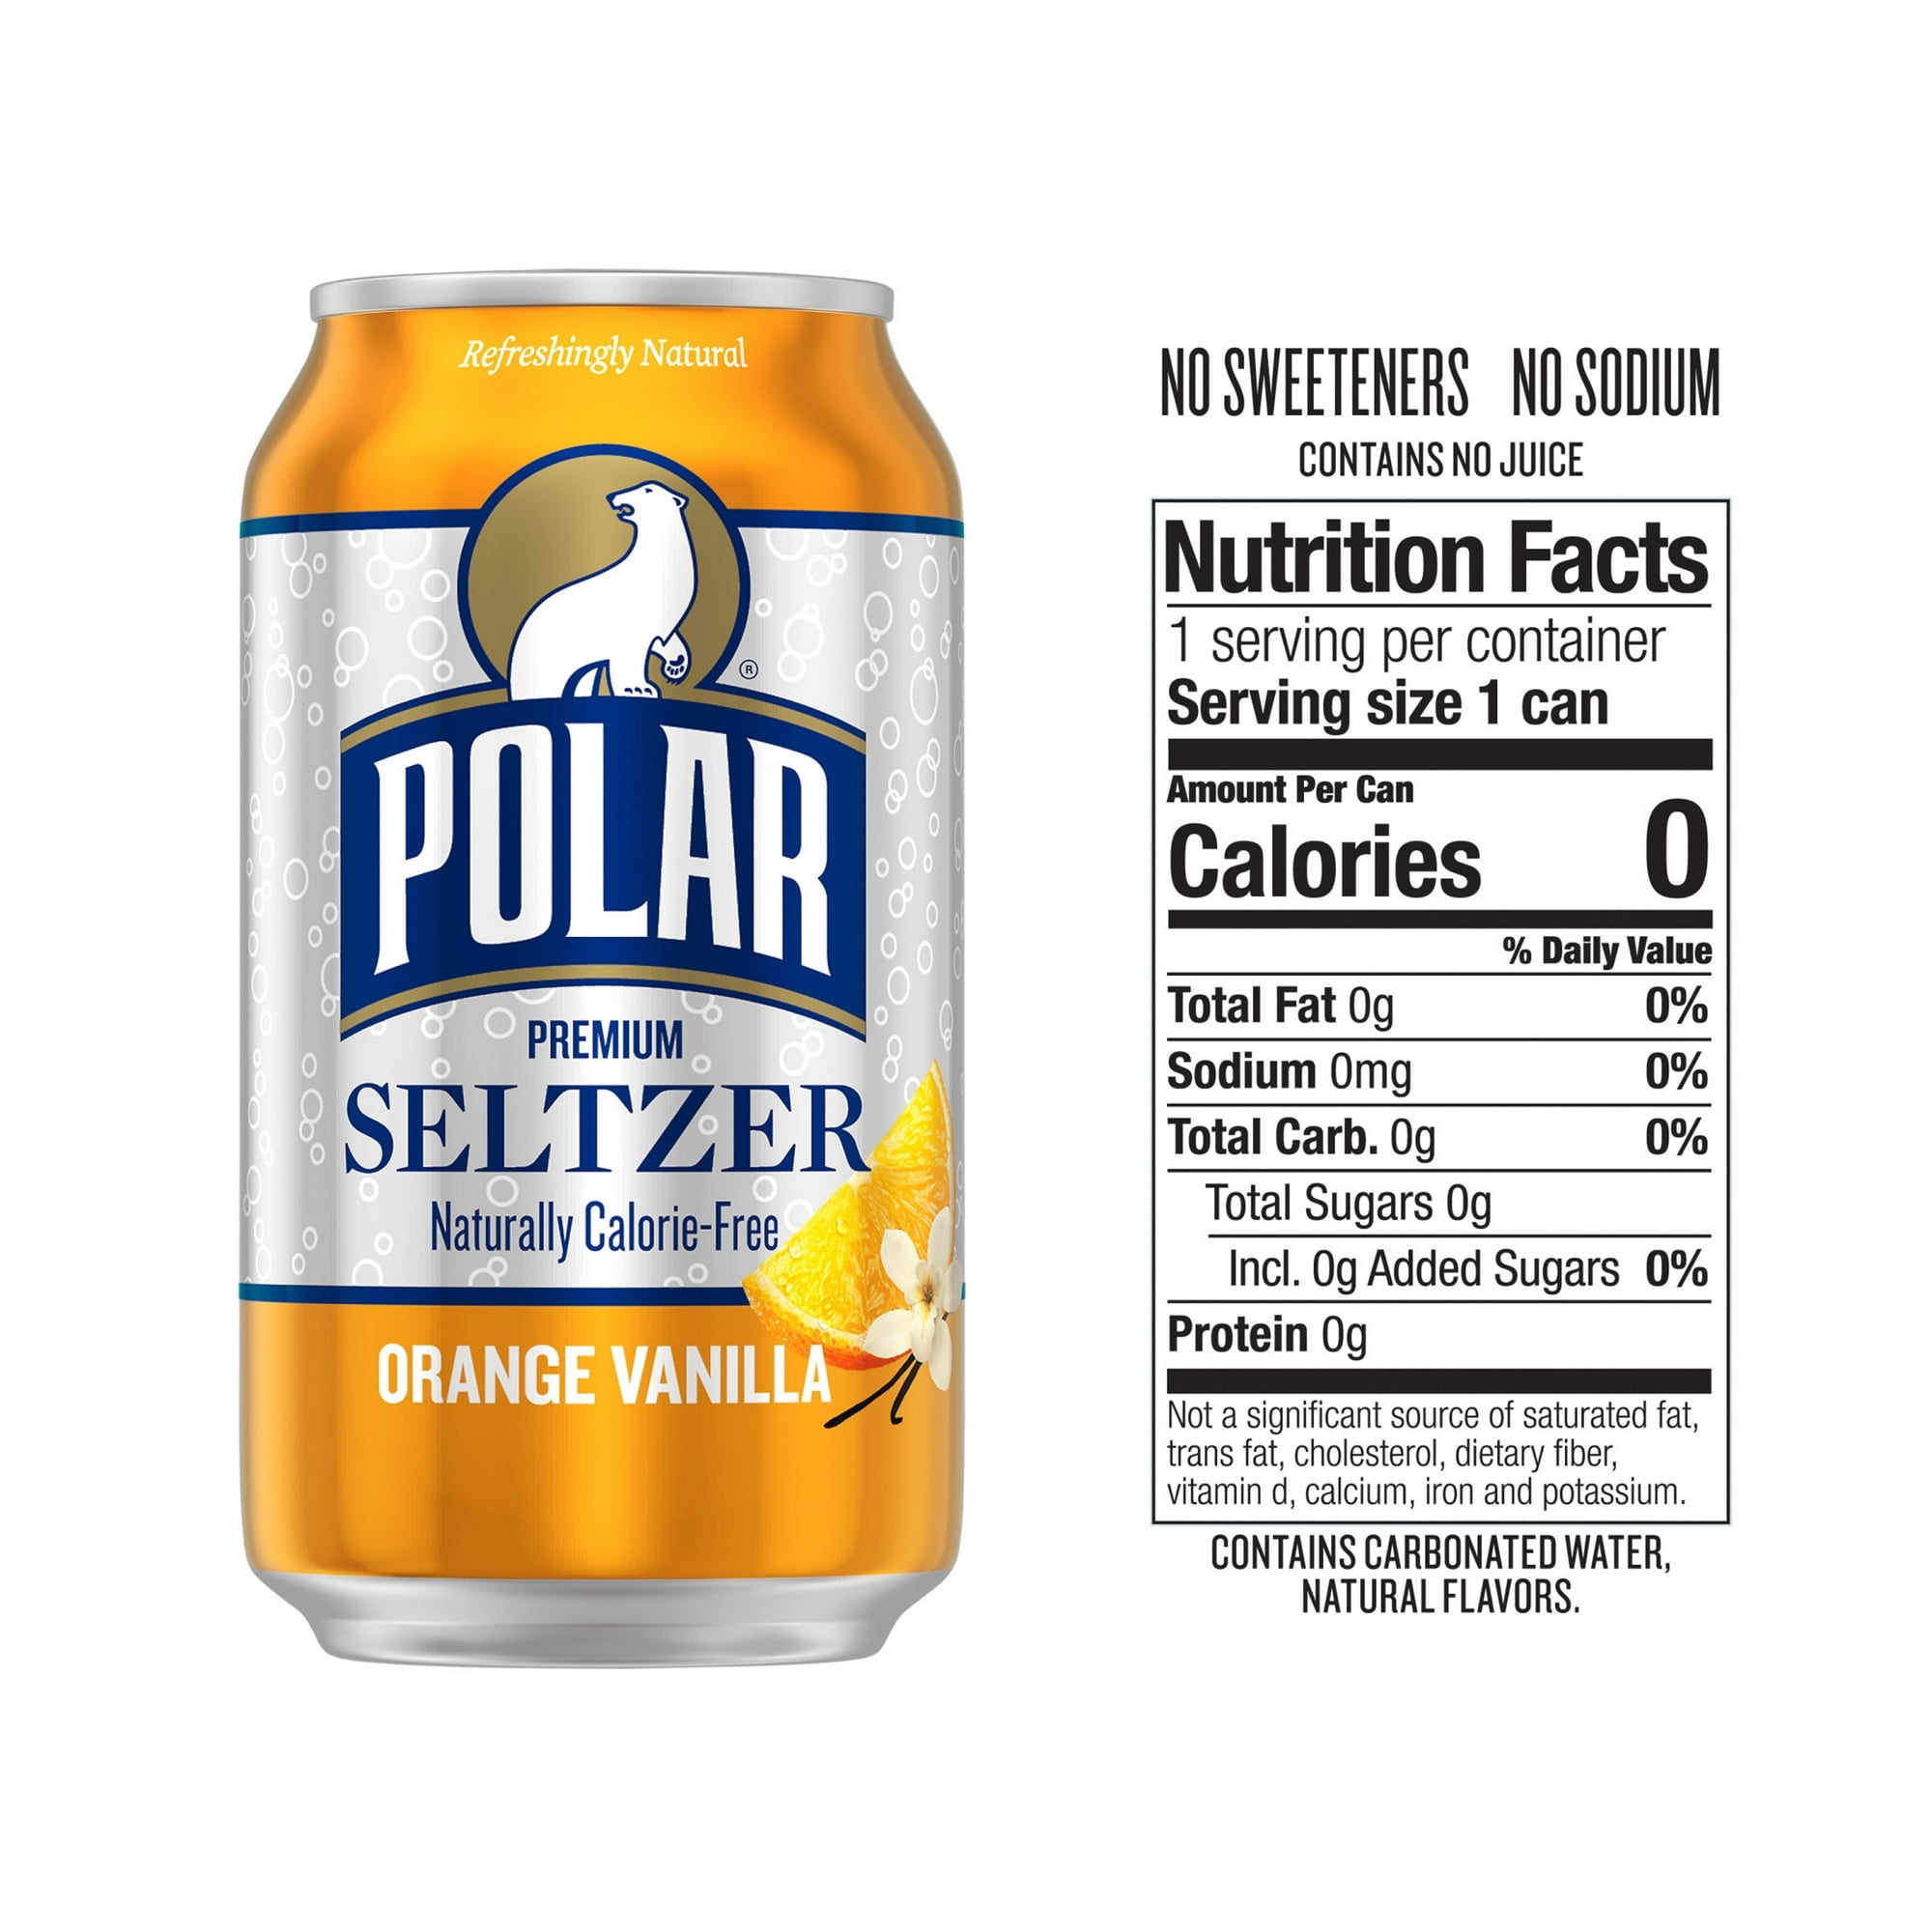 Refreshingly Natural
®
POLAR
PREMIUM
SELTZER
Naturally Calorie-Free
ORANGE VANILLA
NO SWEETENERS NO SODIUM
CONTAINS NO JUICE
Nutrition Facts
1 serving per container
Serving size 1 can
Amount Per Can
Calories 0
% Daily Value
Total Fat 0g 0%
Sodium 0mg 0%
Total Carb. 0g 0%
Total Sugars 0g
Incl. 0g Added Sugars 0%
Protein 0g
Not a significant source of saturated fat,
trans fat, cholesterol, dietary fiber,
vitamin d, calcium, iron and potassium.
CONTAINS CARBONATED WATER,
NATURAL FLAVORS.